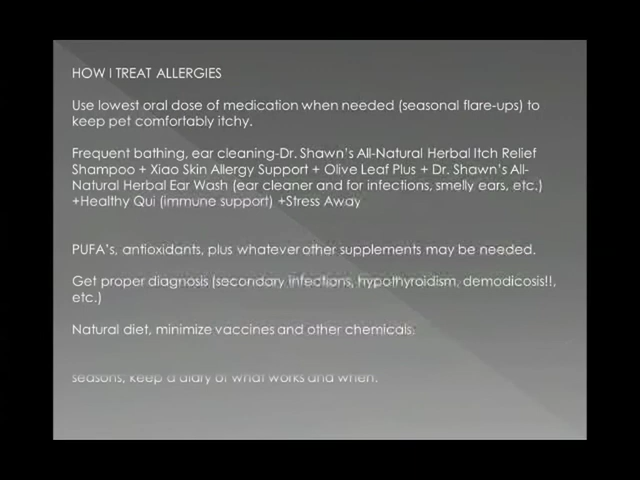 HOW I TREAT ALLERGIES
Use lowest oral dose of medication when needed (seasonal flare-ups) to
keep pet comfortably itchy.
Frequent bathing, ear cleaning-Dr. Shawn's All-Natural Herbal Itch Relief
Shampoo + Xiao Skin Allergy Support + Olive Leaf Plus + Dr. Shawn's All-
Natural Herbal Ear Wash (ear cleaner and for infections, smelly ears, etc.)
+Healthy Qui (immune support) +Stress Away
PUFA's, antioxidants, plus whatever other supplements may be needed.
Get proper diagnosis (secondary infections, hypothyroidism, demodicosis!!,
etc.)
Natural diet, minimize vaccines and other chemicals.
seasons, keep a diary of what works and when.